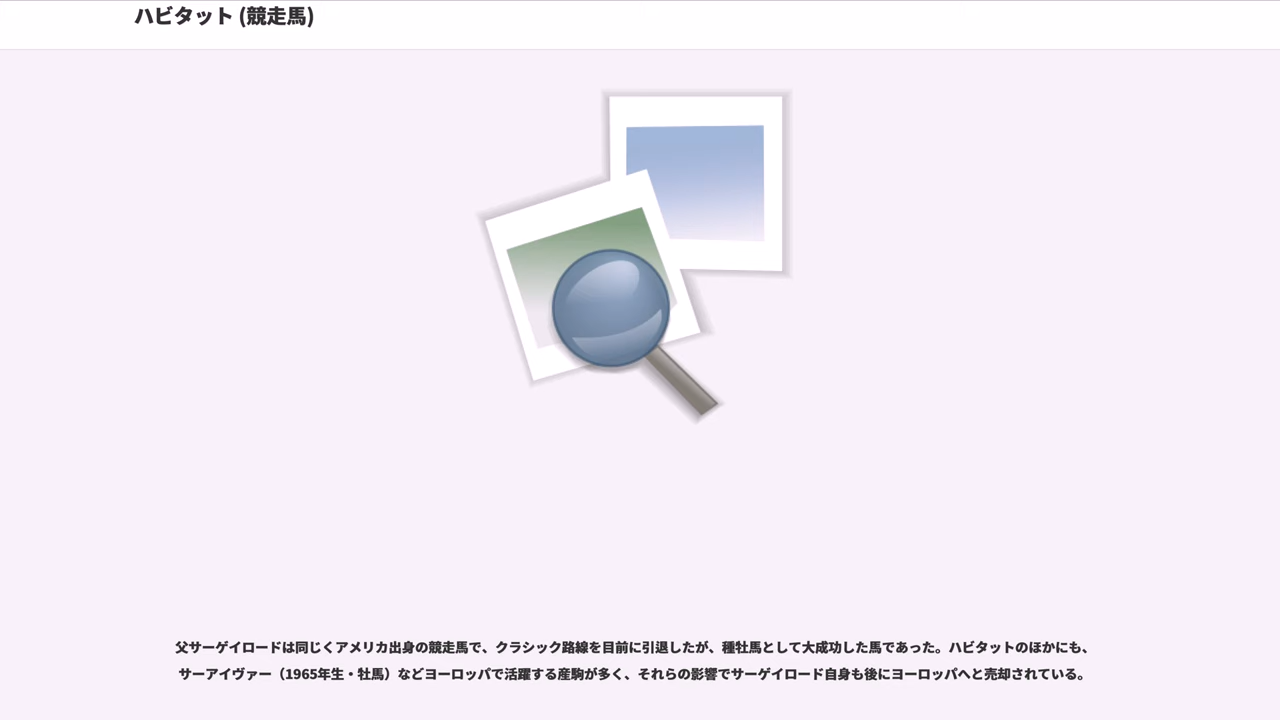 ハビタット (競走馬)
父サーゲイロードは同じくアメリカ出身の競走馬で、クラシック路線を目前に引退したが、種牡馬として大成功した馬であった。ハビタットのほかにも、
サーアイヴァー（1965年生・牡馬）などヨーロッパで活躍する産駒が多く、それらの影響でサーゲイロード自身も後にヨーロッパへと売却されている。